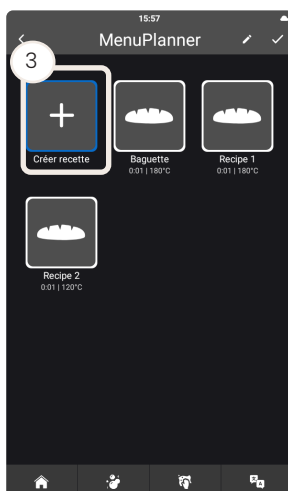 15:57
MenuPlanner
3
Créer recette
Baguette
0:01 | 180°C
Recipe 1
0:01 | 180°C
Recipe 2
0:01 | 120°C